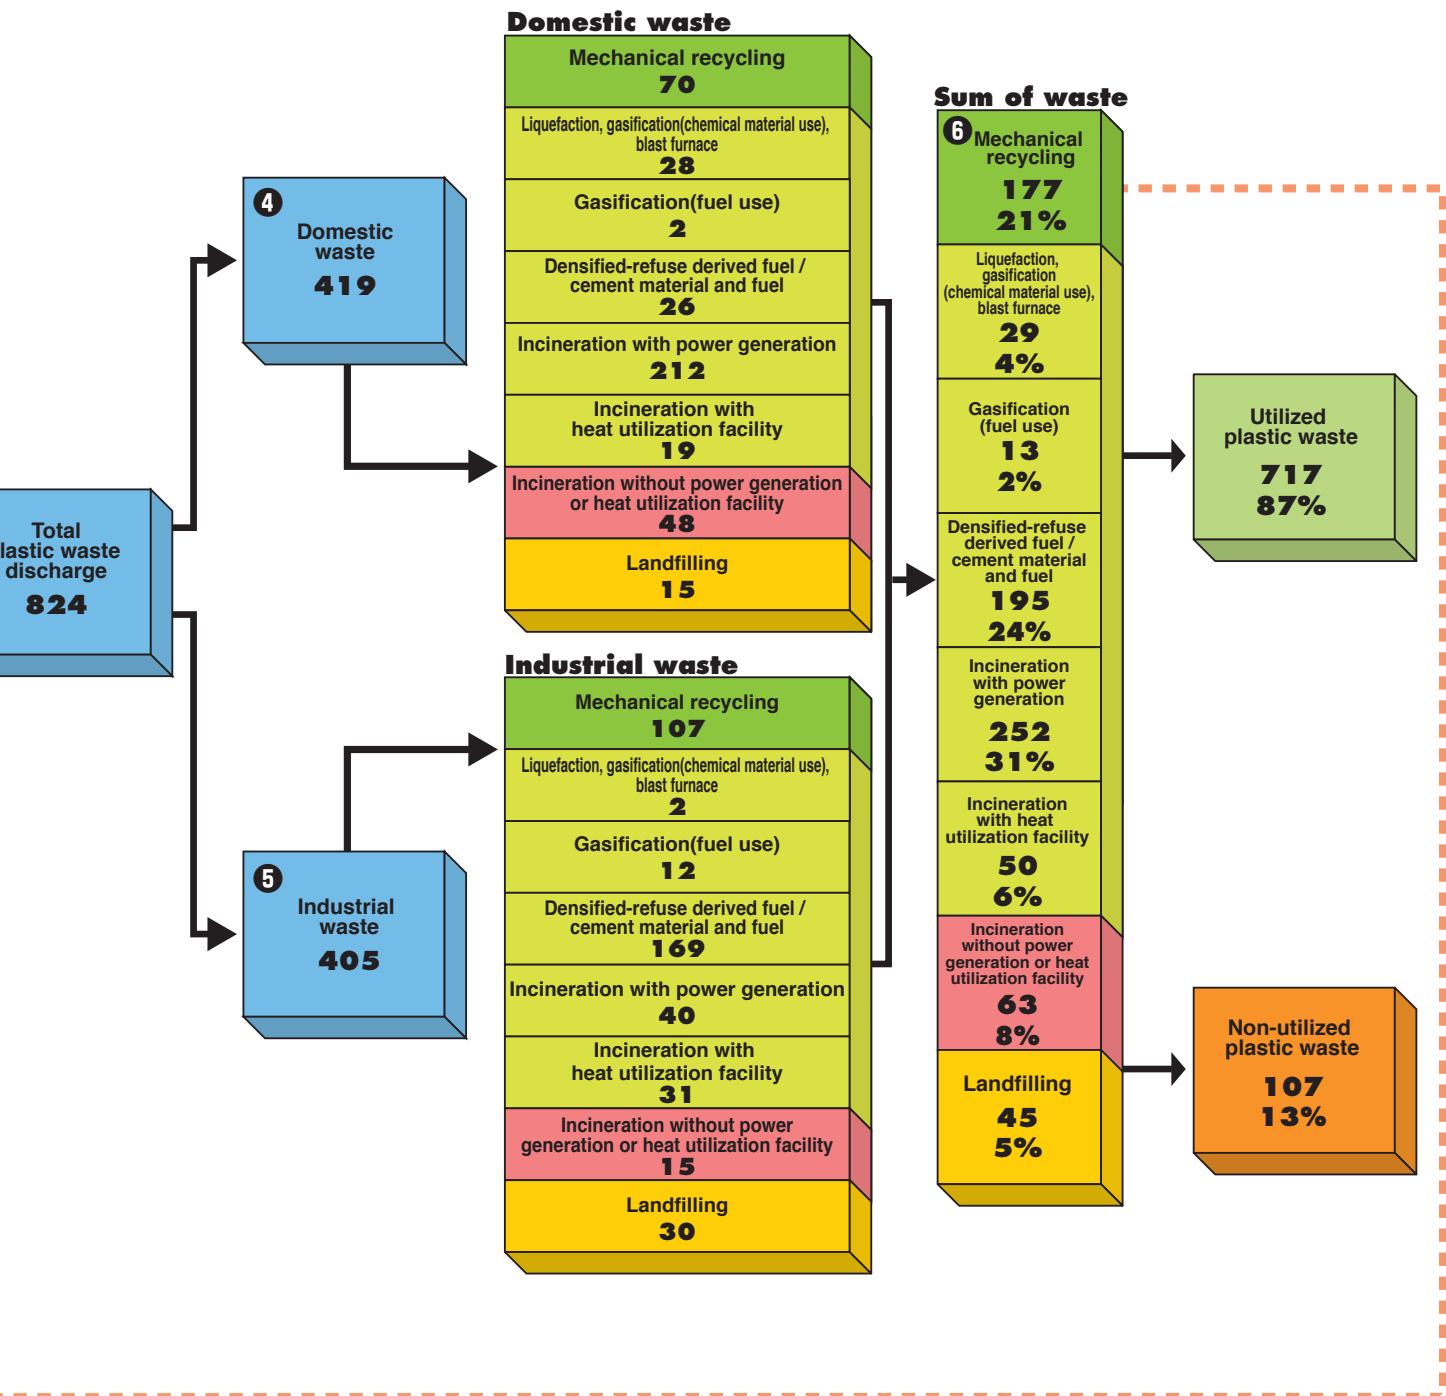 Total
lastic waste
discharge
824
4
Domestic
waste
419
5
Industrial
waste
405
Domestic waste
Mechanical recycling
70
Liquefaction, gasification(chemical material use),
blast furnace
28
Gasification(fuel use)
2
Densified-refuse derived fuel /
cement material and fuel
26
Incineration with power generation
212
Incineration with
heat utilization facility
19
Incineration without power generation
or heat utilization facility
48
Landfilling
15
Industrial waste
Mechanical recycling
107
Liquefaction, gasification(chemical material use),
blast furnace
2
Gasification(fuel use)
12
Densified-refuse derived fuel /
cement material and fuel
169
Incineration with power generation
40
Incineration with
heat utilization facility
31
Incineration without power
generation or heat utilization facility
15
Landfilling
30
Sum of waste
6
Mechanical
recycling
177
21%
Liquefaction,
gasification
(chemical material use),
blast furnace
29
4%
Gasification
(fuel use)
13
2%
Densified-refuse
derived fuel /
cement material
and fuel
195
24%
Incineration
with power
generation
252
31%
Incineration
with heat
utilization facility
50
6%
Incineration
without power
generation or heat
utilization facility
63
8%
Landfilling
45
5%
Utilized
plastic waste
717
87%
Non-utilized
plastic waste
107
13%